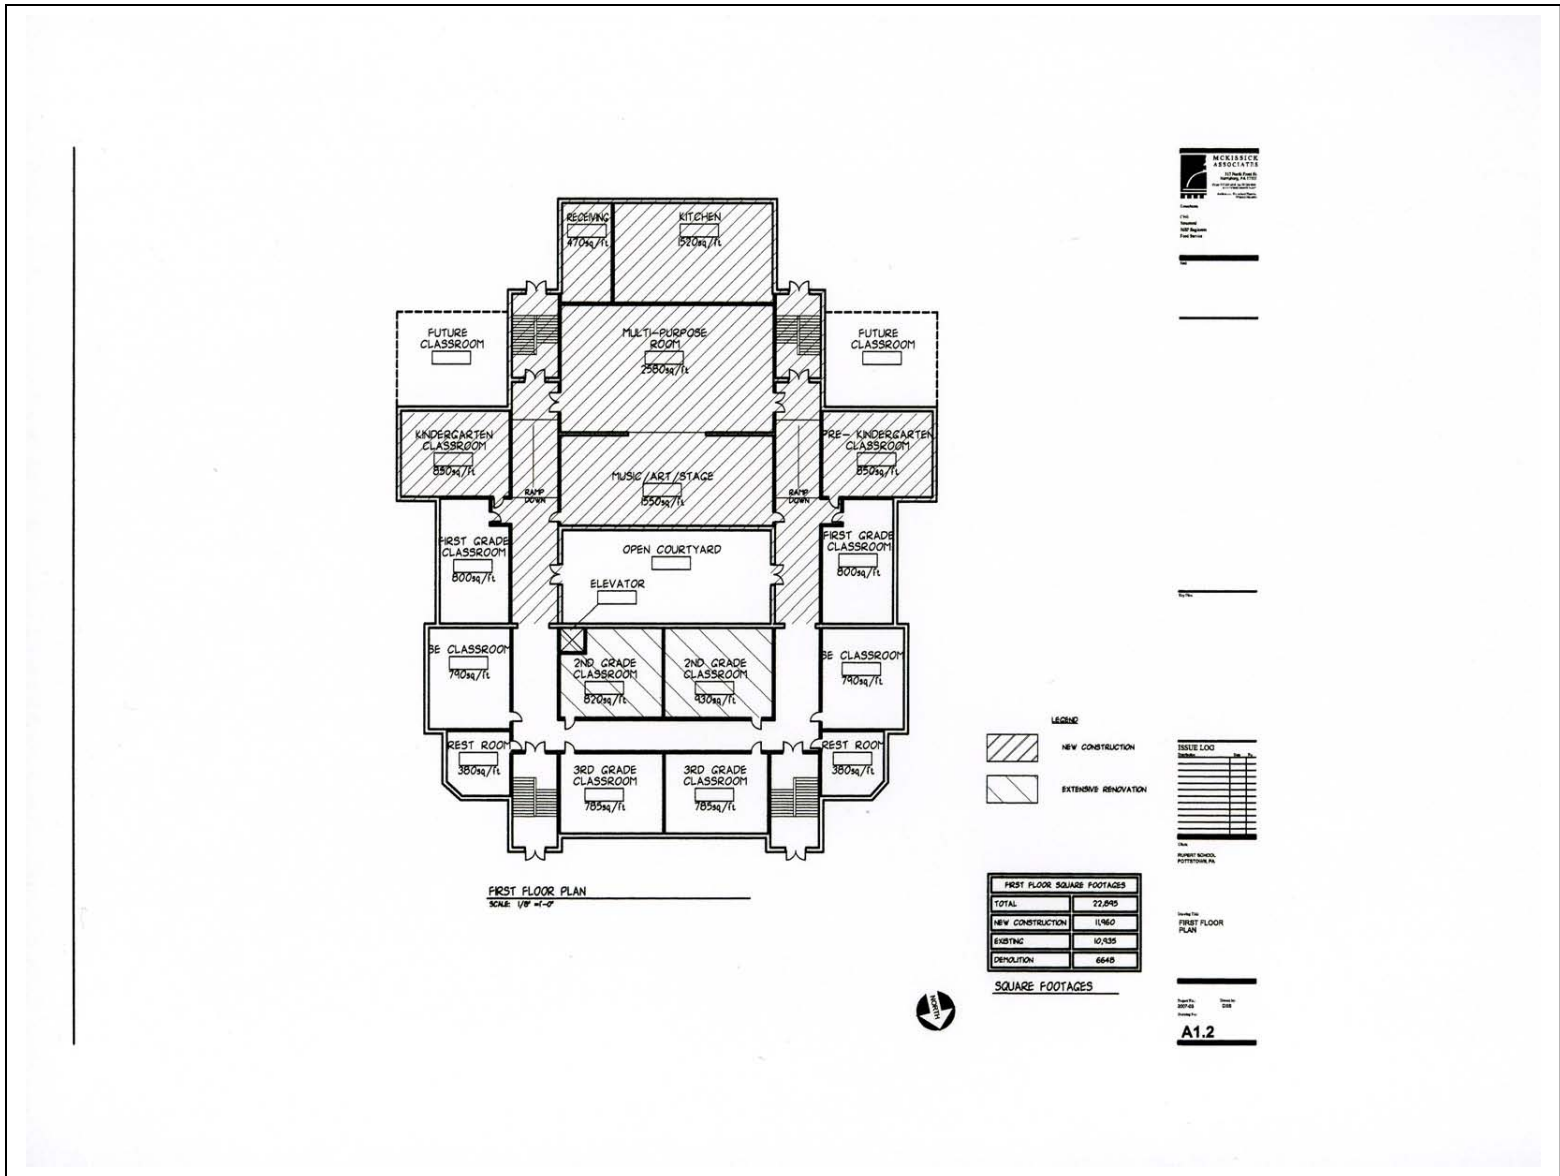 MCKISSICK
ASSOCIATES
RECEIVING
470sq/ft
KITCHEN
1520sq/ft
FUTURE
CLASSROOM
MULTI-PURPOSE
ROOM
2580sq/ft
FUTURE
CLASSROOM
KINDERGARTEN
CLASSROOM
850sq/ft
PRE- KINDERGARTEN
CLASSROOM
850sq/ft
MUSIC/ART/STAGE
1550sq/ft
RAMP
DOWN
RAMP
DOWN
FIRST GRADE
CLASSROOM
800sq/ft
OPEN COURTYARD
FIRST GRADE
CLASSROOM
800sq/ft
ELEVATOR
SE CLASSROOM
790sq/ft
2ND GRADE
CLASSROOM
820sq/ft
2ND GRADE
CLASSROOM
930sq/ft
SE CLASSROOM
790sq/ft
REST ROOM
380sq/ft
3RD GRADE
CLASSROOM
785sq/ft
3RD GRADE
CLASSROOM
785sq/ft
REST ROOM
380sq/ft
LEGEND
NEW CONSTRUCTION
EXTENSIVE RENOVATION
FIRST FLOOR PLAN
SCALE: 1/8" =1'-0"
FIRST FLOOR SQUARE FOOTAGES
TOTAL 22,895
NEW CONSTRUCTION 11,960
EXISTING 10,935
DEMOLITION 6648
SQUARE FOOTAGES
NORTH
ISSUE LOG
RUPERT SCHOOL
POTTSTOWN, PA
FIRST FLOOR
PLAN
A1.2